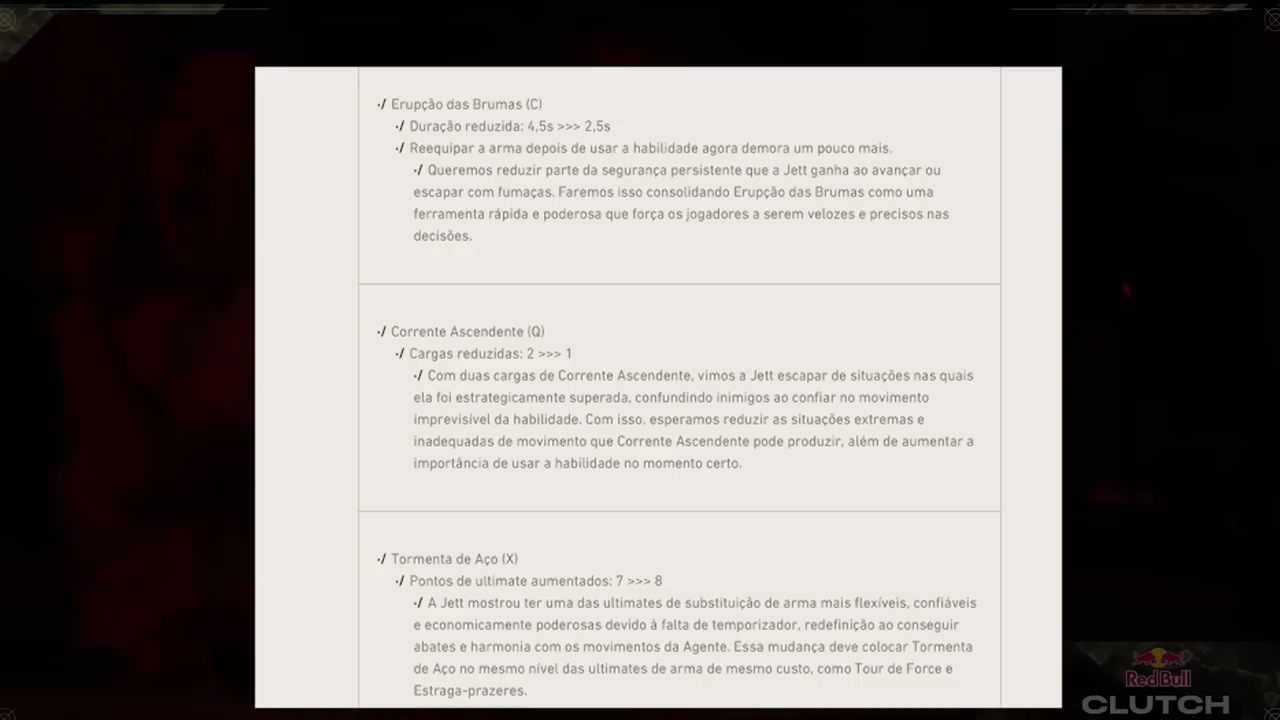 ·/ Erupção das Brumas (C)
·/ Duração reduzida: 4,5s >>> 2,5s
·/ Reequipar a arma depois de usar a habilidade agora demora um pouco mais.
·/ Queremos reduzir parte da segurança persistente que a Jett ganha ao avançar ou
escapar com fumaças. Faremos isso consolidando Erupção das Brumas como uma
ferramenta rápida e poderosa que força os jogadores a serem velozes e precisos nas
decisões.
·/ Corrente Ascendente (Q)
·/ Cargas reduzidas: 2 >>> 1
·/ Com duas cargas de Corrente Ascendente, vimos a Jett escapar de situações nas quais
ela foi estrategicamente superada, confundindo inimigos ao confiar no movimento
imprevisível da habilidade. Com isso, esperamos reduzir as situações extremas e
inadequadas de movimento que Corrente Ascendente pode produzir, além de aumentar a
importância de usar a habilidade no momento certo.
·/ Tormenta de Aço (X)
·/ Pontos de ultimate aumentados: 7 >>> 8
·/ A Jett mostrou ter uma das ultimates de substituição de arma mais flexíveis, confiáveis
e economicamente poderosas devido à falta de temporizador, redefinição ao conseguir
abates e harmonia com os movimentos da Agente. Essa mudança deve colocar Tormenta
de Aço no mesmo nível das ultimates de arma de mesmo custo, como Tour de Force e
Estraga-prazeres.
Red Bull
CLUTCH